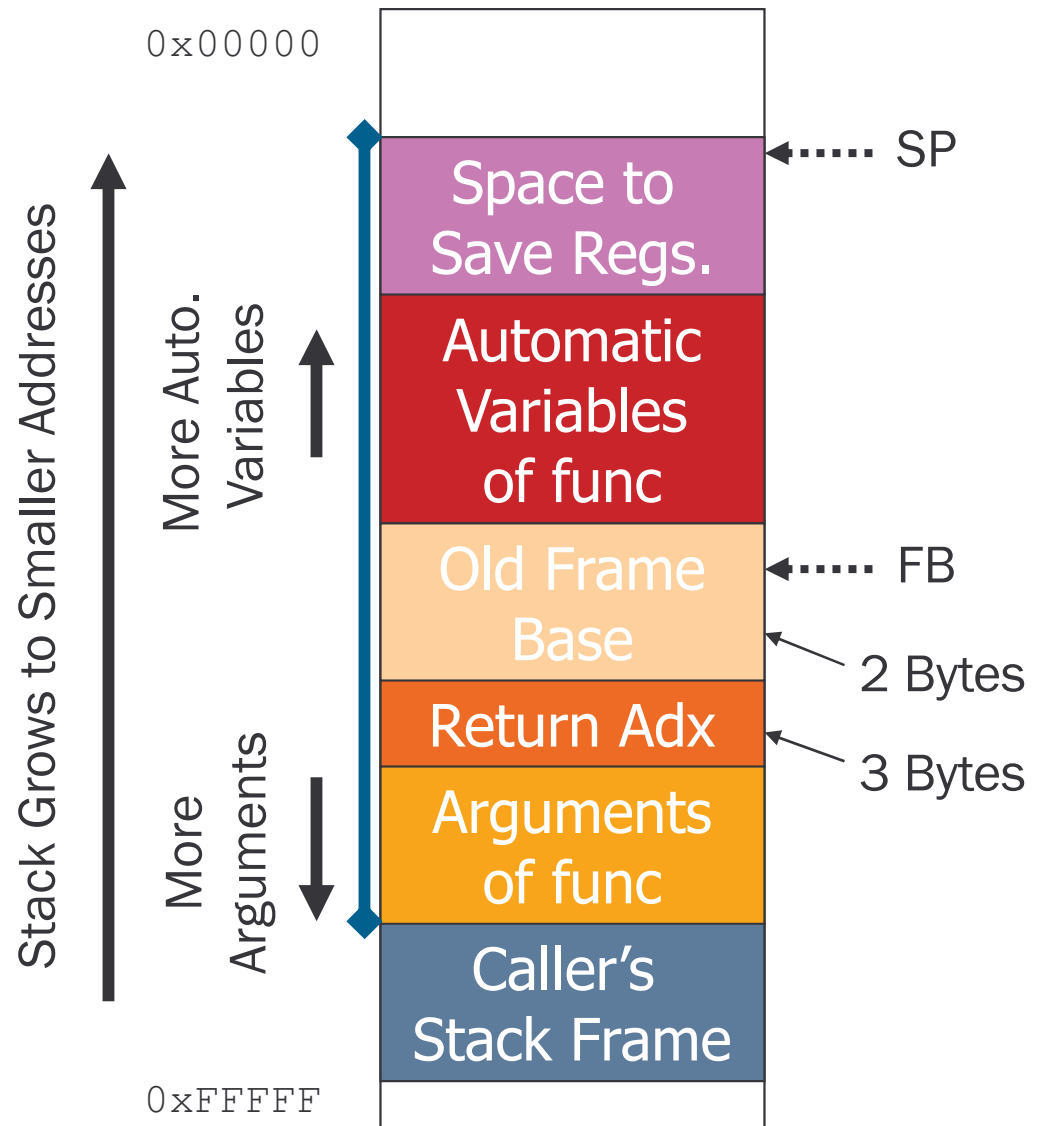 0x00000
SP
Space to
Save Regs.
Stack Grows to Smaller Addresses
More Auto.
Variables
Automatic
Variables
of func
Old Frame
Base
FB
2 Bytes
Return Adx
3 Bytes
More
Arguments
Arguments
of func
Caller's
Stack Frame
0xFFFFF